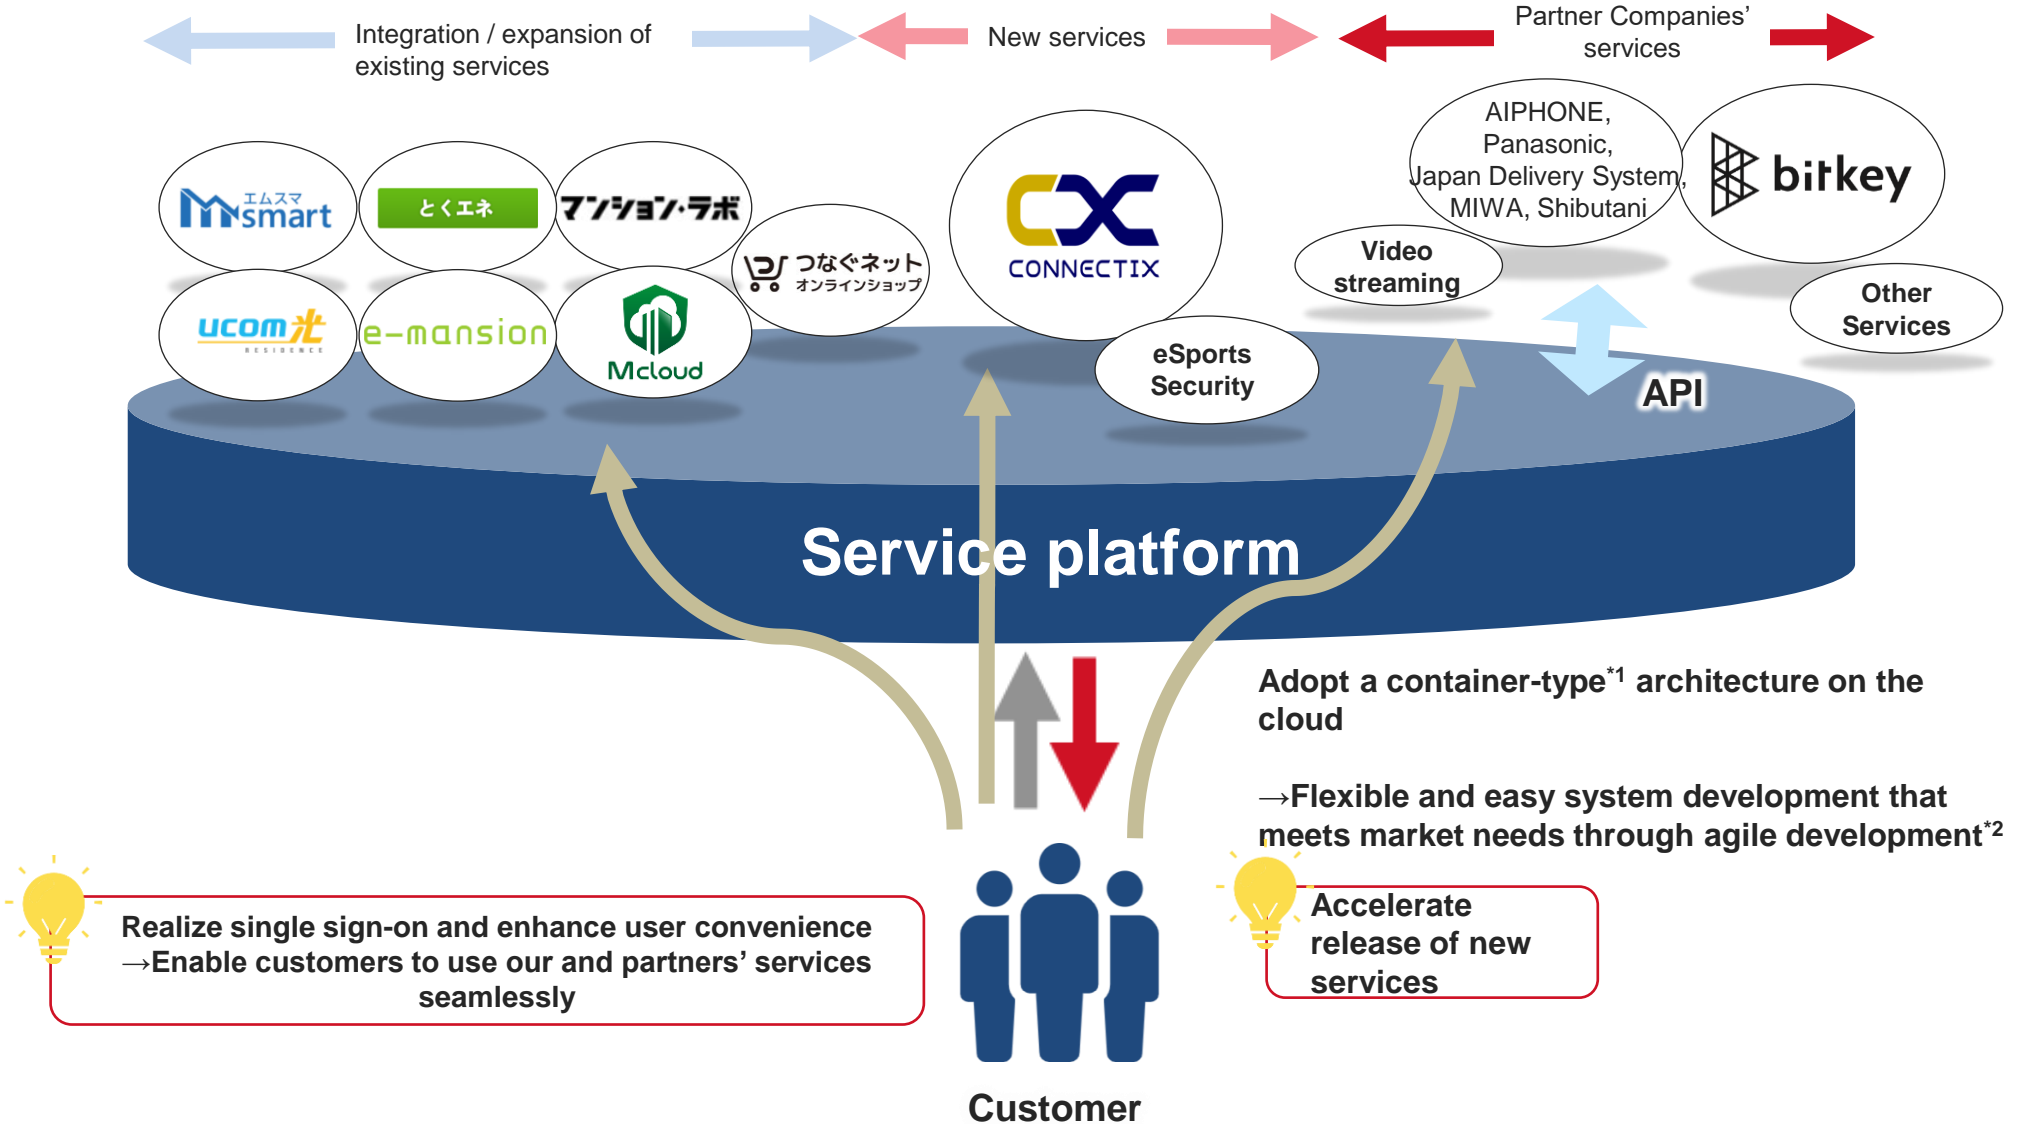 Integration / expansion of
existing services
New services
Partner Companies’
services
エムスマ
smart
とくエネ
マンション・ラボ
つなぐネット
オンラインショップ
ucom光
RESIDENCE
e-mansion
Mcloud
CX
CONNECTIX
eSports
Security
Video
streaming
AIPHONE,
Panasonic,
Japan Delivery System,
MIWA, Shibutani
bitkey
Other
Services
API
Service platform
Adopt a container-type*1 architecture on the
cloud
→Flexible and easy system development that
meets market needs through agile development*2
Realize single sign-on and enhance user convenience
→Enable customers to use our and partners’ services
seamlessly
Accelerate
release of new
services
Customer